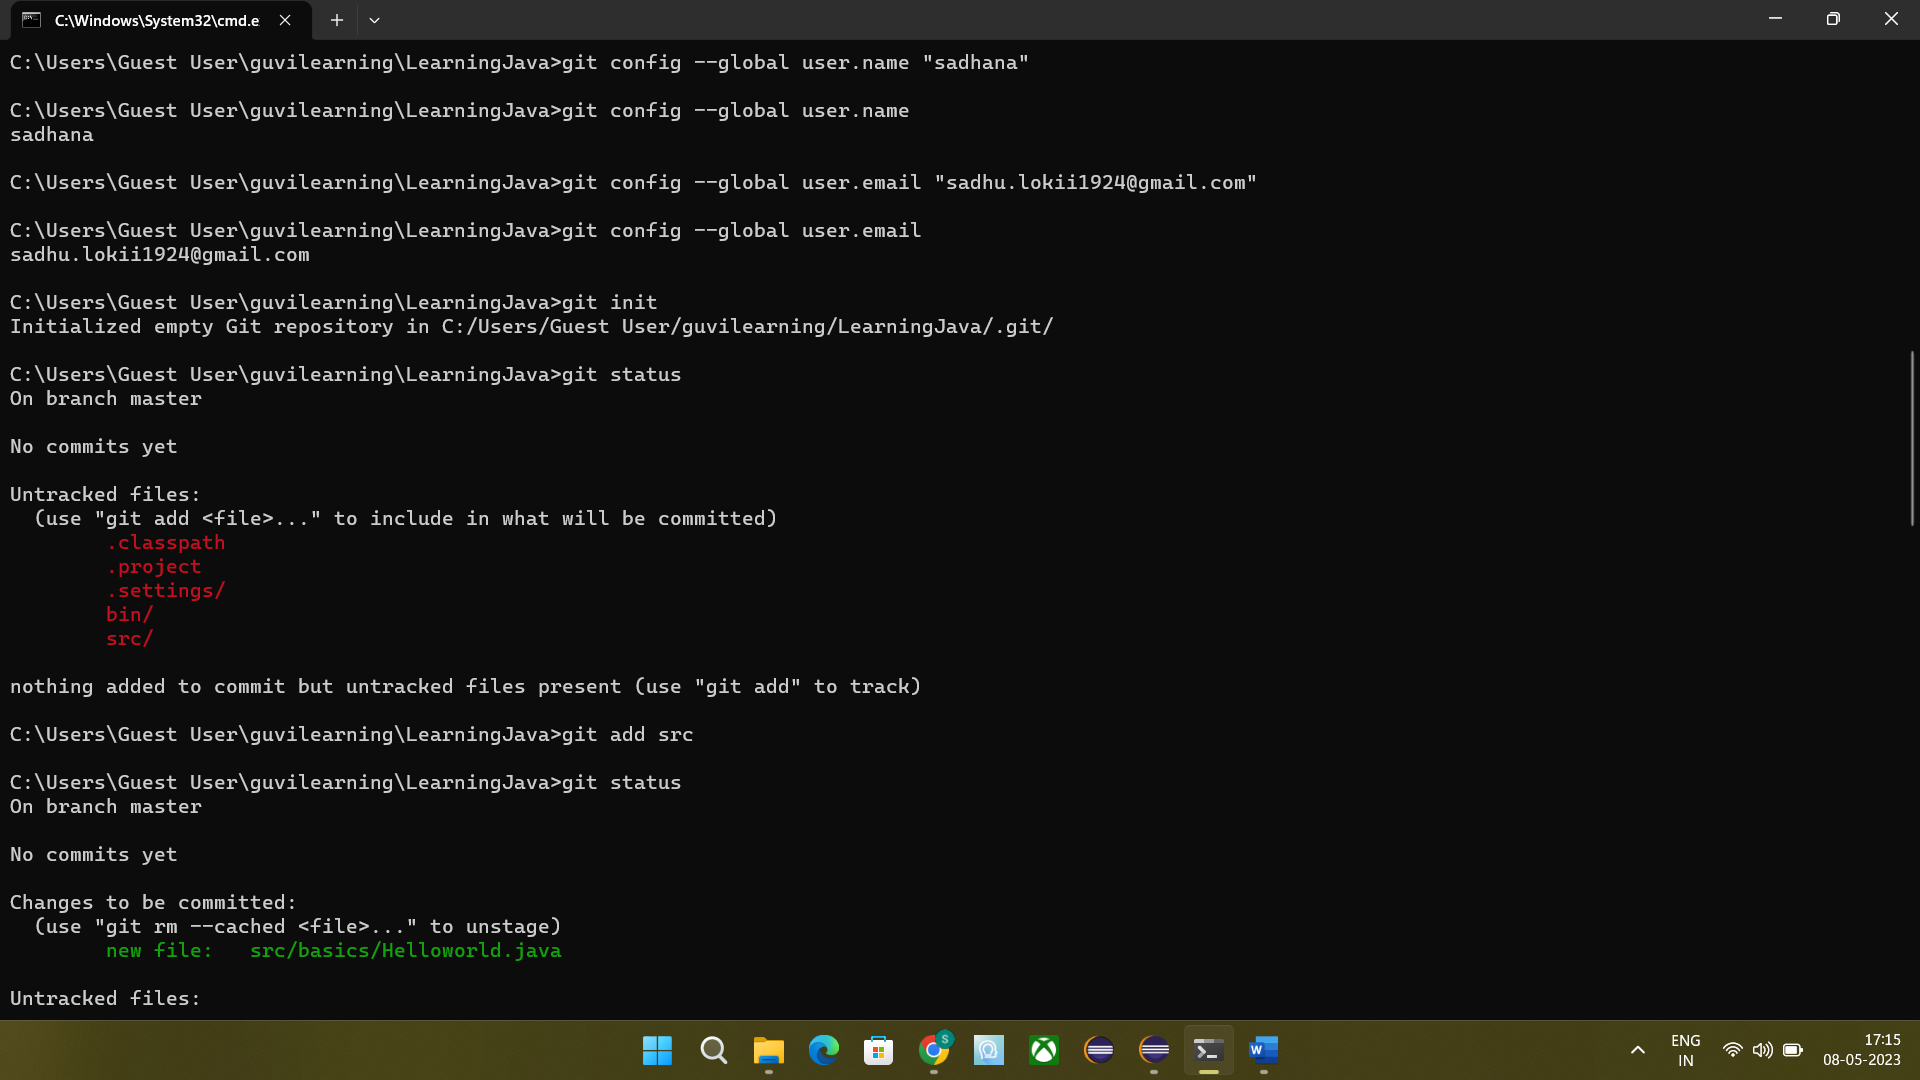 C:\Windows\System32\cmd.e
C:\Users\Guest User\guvilearning\LearningJava>git config --global user.name "sadhana"
C:\Users\Guest User\guvilearning\LearningJava>git config --global user.name
sadhana
C:\Users\Guest User\guvilearning\LearningJava>git config --global user.email "sadhu.lokii1924@gmail.com"
C:\Users\Guest User\guvilearning\LearningJava>git config --global user.email
sadhu.lokii1924@gmail.com
C:\Users\Guest User\guvilearning\LearningJava>git init
Initialized empty Git repository in C:/Users/Guest User/guvilearning/LearningJava/.git/
C:\Users\Guest User\guvilearning\LearningJava>git status
On branch master
No commits yet
Untracked files:
  (use "git add <file>..." to include in what will be committed)
        .classpath
        .project
        .settings/
        bin/
        src/
nothing added to commit but untracked files present (use "git add" to track)
C:\Users\Guest User\guvilearning\LearningJava>git add src
C:\Users\Guest User\guvilearning\LearningJava>git status
On branch master
No commits yet
Changes to be committed:
  (use "git rm --cached <file>..." to unstage)
        new file:   src/basics/Helloworld.java
Untracked files:
S
W
ENG
IN
17:15
08-05-2023